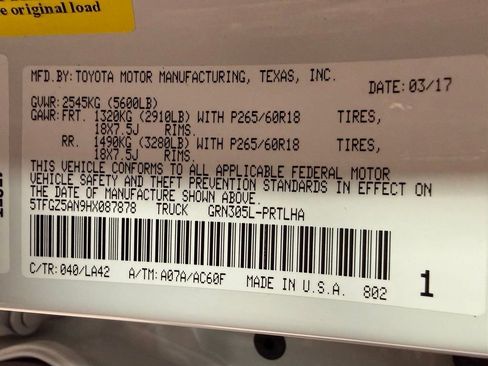 e original load
MFD.BY: TOYOTA MOTOR MANUFACTURING, TEXAS, INC.
DATE: 03/17
GVWR: 2545KG (5600LB)
GAWR: FRT. 1320KG (2910LB) WITH P265/60R18 TIRES,
18X7.5J RIMS.
RR. 1490KG (3280LB) WITH P265/60R18 TIRES,
18X7.5J RIMS.
THIS VEHICLE CONFORMS TO ALL APPLICABLE FEDERAL MOTOR
VEHICLE SAFETY AND THEFT PREVENTION STANDARDS IN EFFECT ON
THE DATE OF MANUFACTURE SHOWN ABOVE.
5TFGZ5AN9HX087878 TRUCK GRN305L-PRTLHA
C/TR: 040/LA42 A/TM: A07A/AC60F MADE IN U.S.A. 802 1